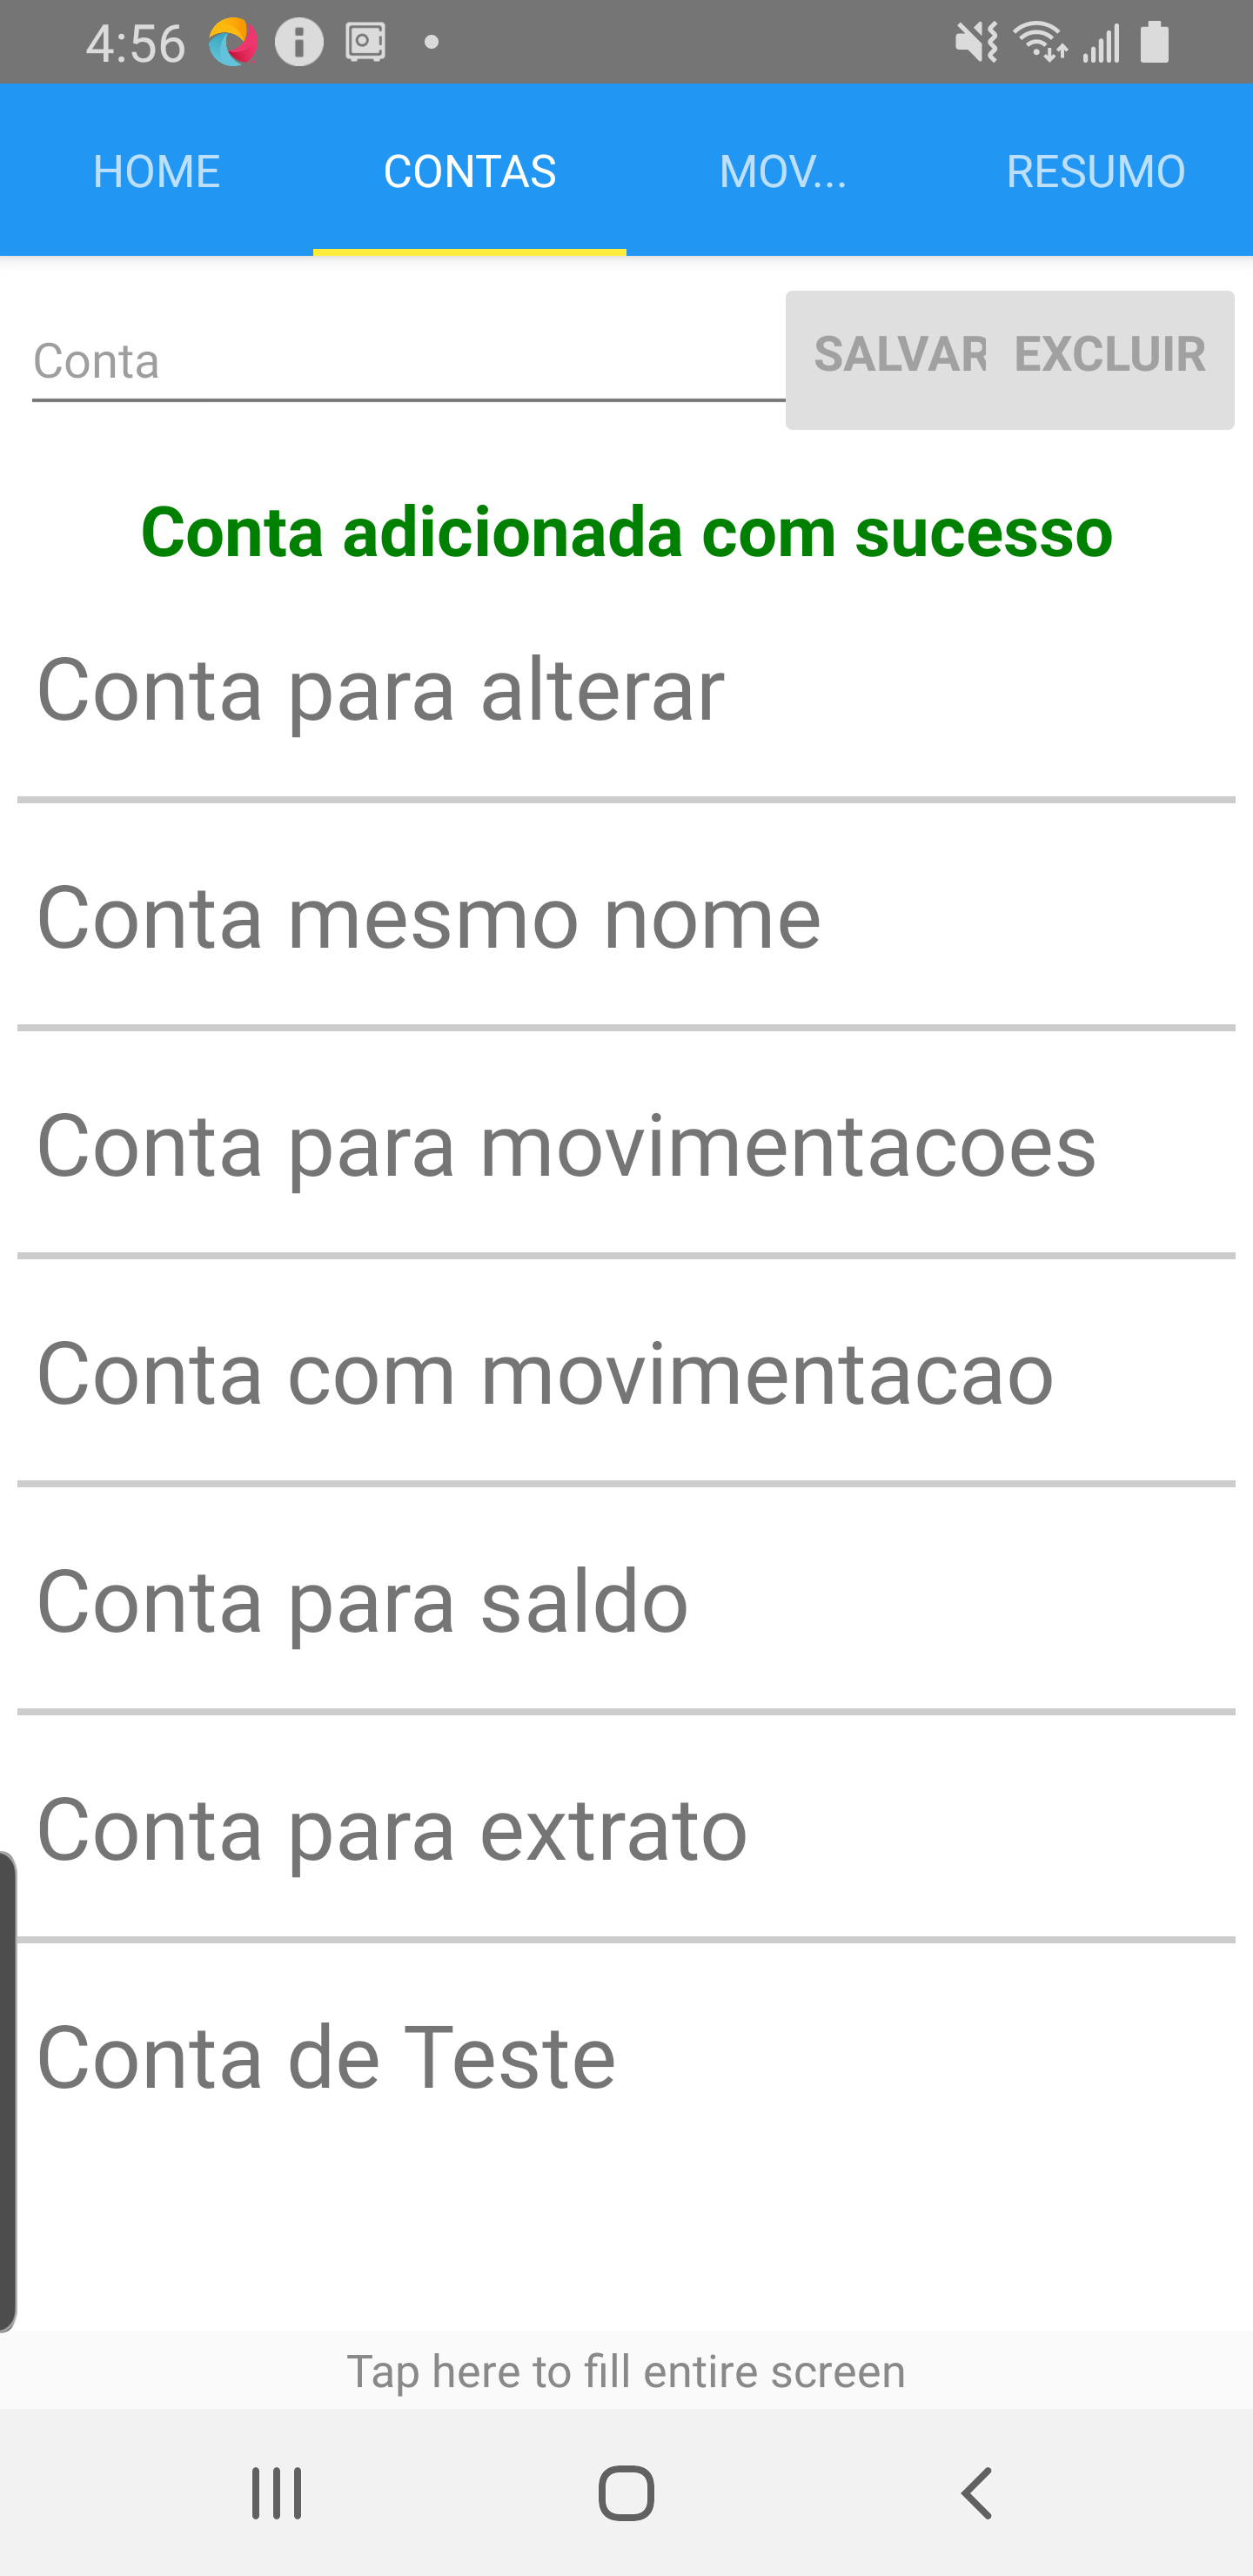 4:56
HOME CONTAS MOV... RESUMO
Conta SALVAR EXCLUIR
Conta adicionada com sucesso
Conta para alterar
Conta mesmo nome
Conta para movimentacoes
Conta com movimentacao
Conta para saldo
Conta para extrato
Conta de Teste
Tap here to fill entire screen